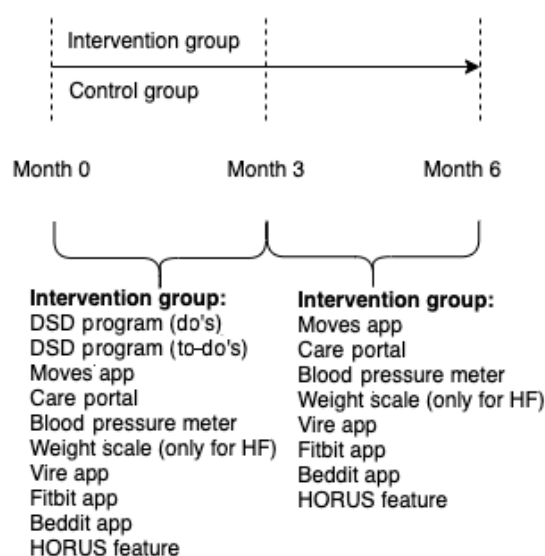 Intervention group
Control group
Month 0 Month 3 Month 6
Intervention group:
DSD program (do's)
DSD program (to-do's)
Moves app
Care portal
Blood pressure meter
Weight scale (only for HF)
Vire app
Fitbit app
Beddit app
HORUS feature
Intervention group:
Moves app
Care portal
Blood pressure meter
Weight scale (only for HF)
Vire app
Fitbit app
Beddit app
HORUS feature